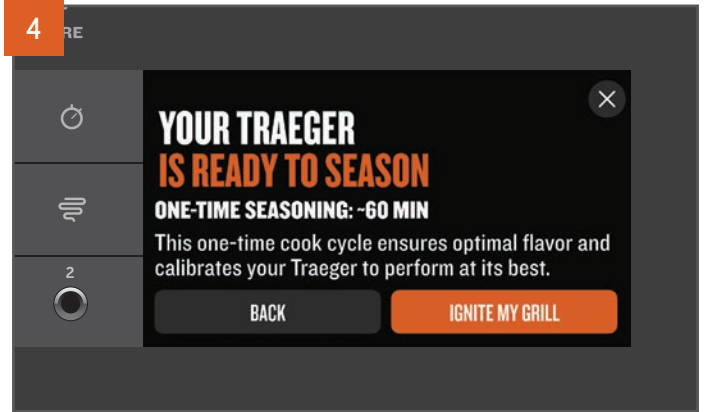 4
RE
YOUR TRAEGER
IS READY TO SEASON
ONE-TIME SEASONING: ~60 MIN
This one-time cook cycle ensures optimal flavor and
calibrates your Traeger to perform at its best.
2
BACK
IGNITE MY GRILL